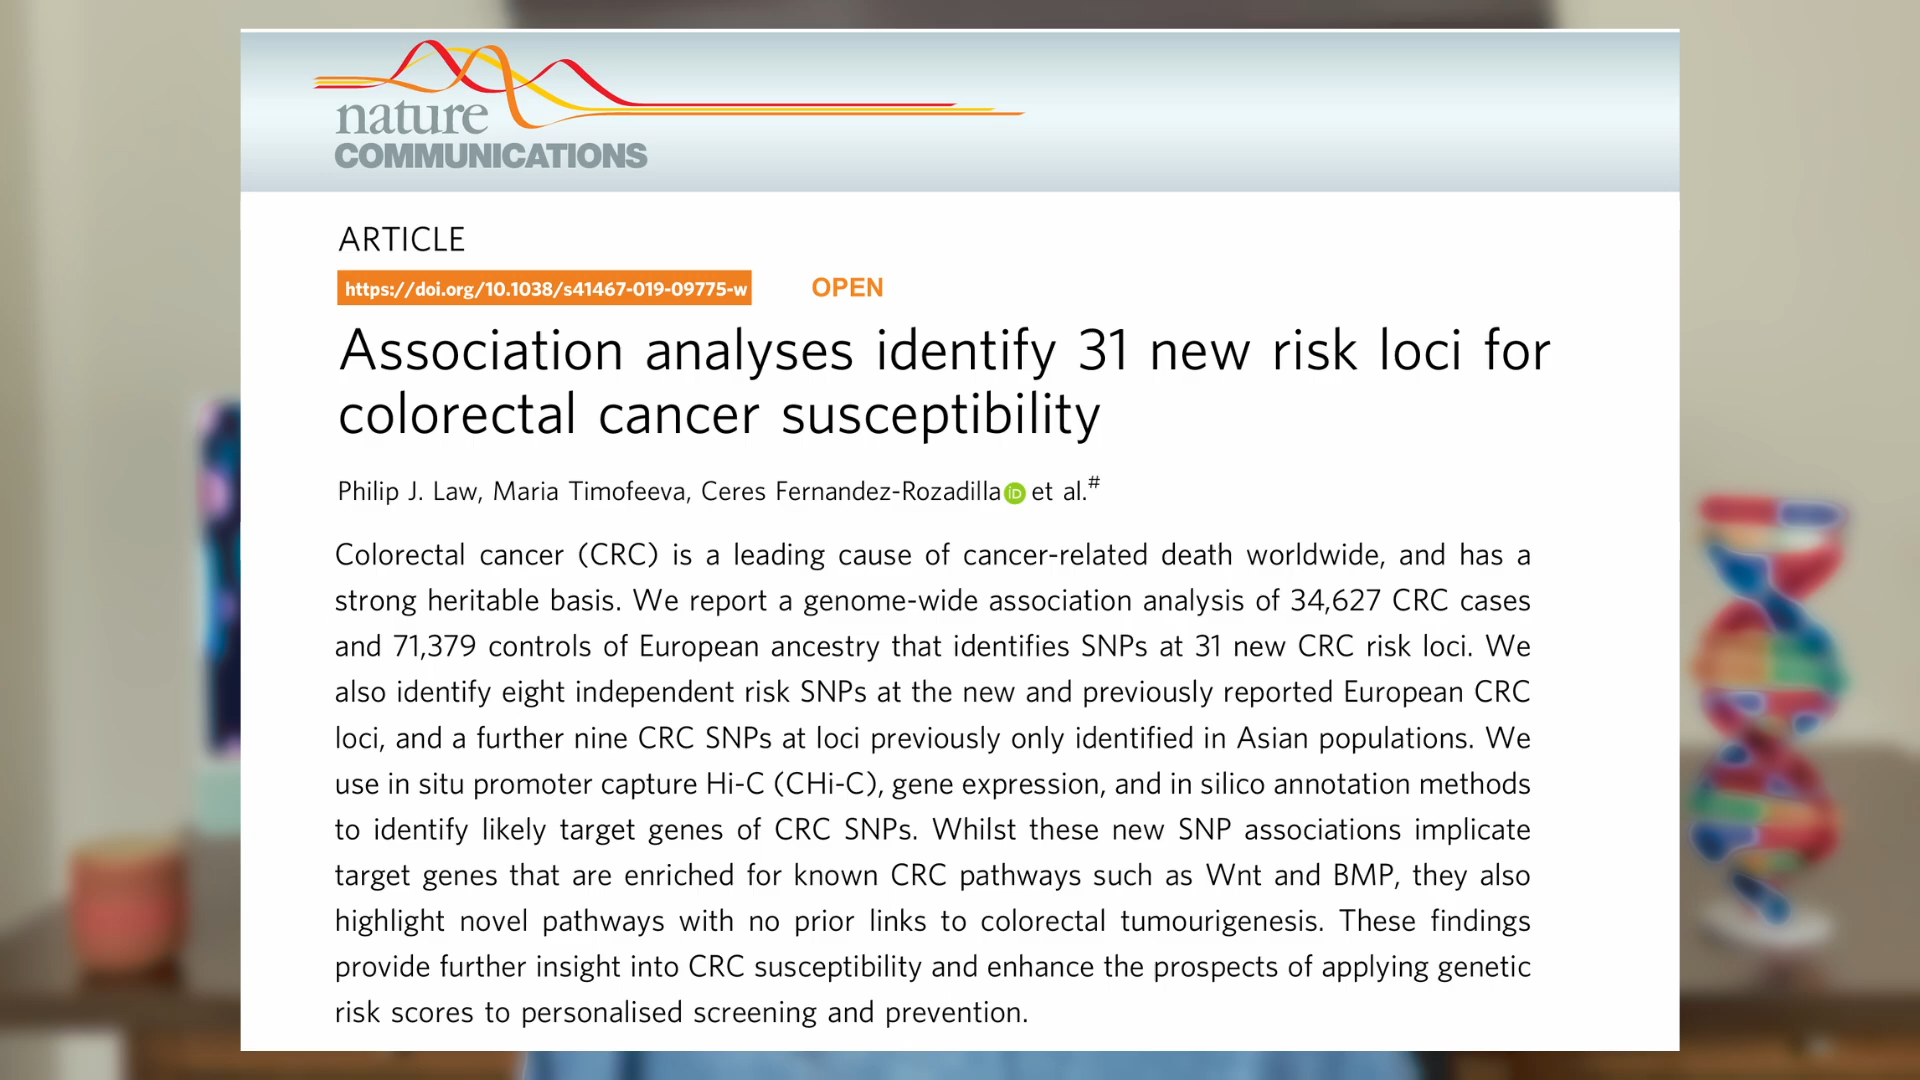 nature
COMMUNICATIONS
ARTICLE
https://doi.org/10.1038/s41467-019-09775-w OPEN
Association analyses identify 31 new risk loci for
colorectal cancer susceptibility
Philip J. Law, Maria Timofeeva, Ceres Fernandez-Rozadilla iD et al.#
Colorectal cancer (CRC) is a leading cause of cancer-related death worldwide, and has a
strong heritable basis. We report a genome-wide association analysis of 34,627 CRC cases
and 71,379 controls of European ancestry that identifies SNPs at 31 new CRC risk loci. We
also identify eight independent risk SNPs at the new and previously reported European CRC
loci, and a further nine CRC SNPs at loci previously only identified in Asian populations. We
use in situ promoter capture Hi-C (CHi-C), gene expression, and in silico annotation methods
to identify likely target genes of CRC SNPs. Whilst these new SNP associations implicate
target genes that are enriched for known CRC pathways such as Wnt and BMP, they also
highlight novel pathways with no prior links to colorectal tumourigenesis. These findings
provide further insight into CRC susceptibility and enhance the prospects of applying genetic
risk scores to personalised screening and prevention.